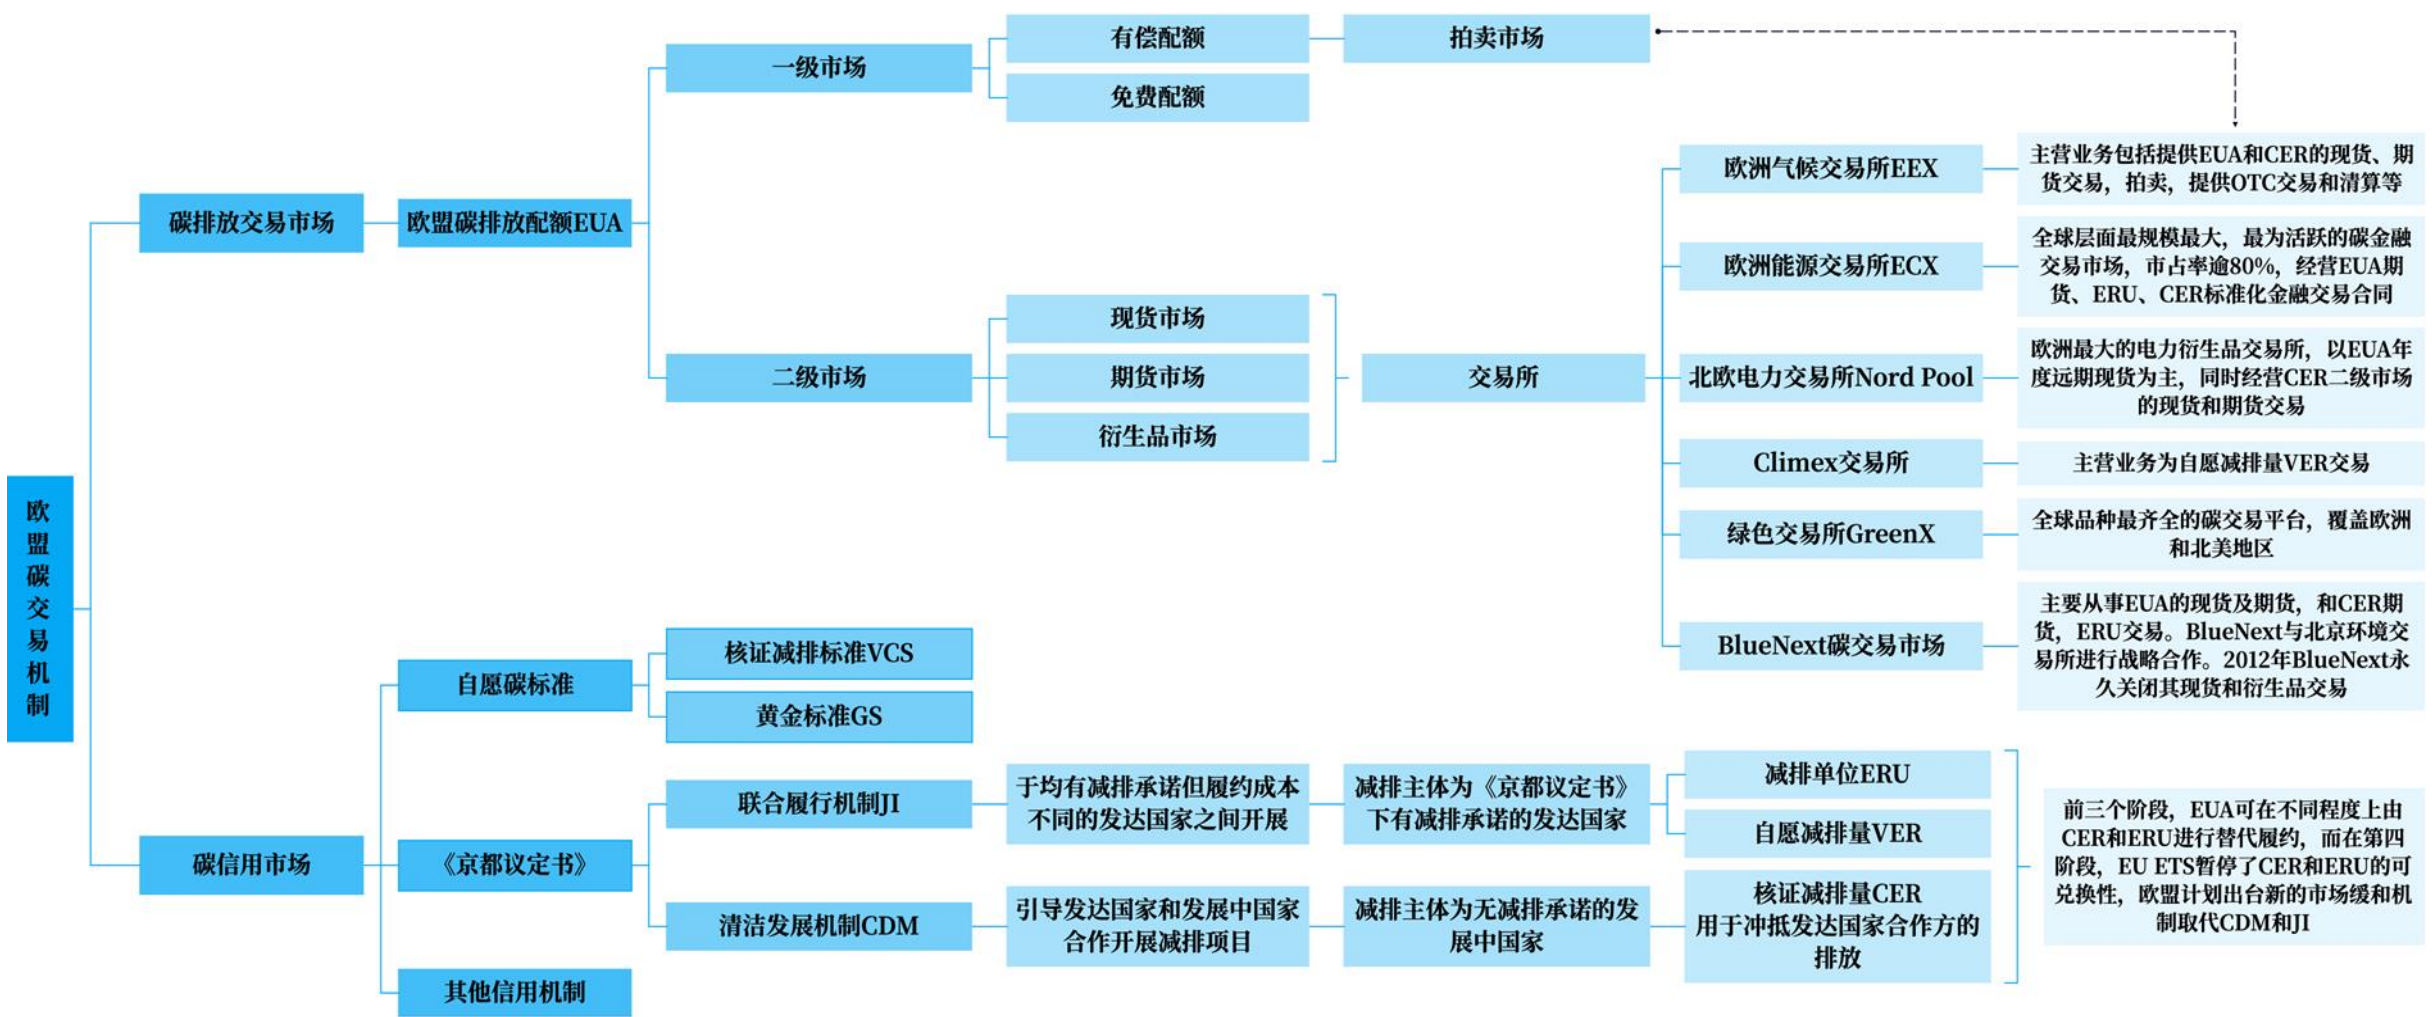 欧盟碳交易机制
碳排放交易市场
欧盟碳排放配额EUA
一级市场
有偿配额
拍卖市场
免费配额
二级市场
现货市场
期货市场
衍生品市场
交易所
欧洲气候交易所EEX
主营业务包括提供EUA和CER的现货、期
货交易，拍卖，提供OTC交易和清算等
欧洲能源交易所ECX
全球层面最规模最大，最为活跃的碳金融
交易市场，市占率逾80%，经营EUA期
货、ERU、CER标准化金融交易合同
北欧电力交易所Nord Pool
欧洲最大的电力衍生品交易所，以EUA年
度远期现货为主，同时经营CER二级市场
的现货和期货交易
Climex交易所
主营业务为自愿减排量VER交易
绿色交易所GreenX
全球品种最齐全的碳交易平台，覆盖欧洲
和北美地区
BlueNext碳交易市场
主要从事EUA的现货及期货，和CER期
货，ERU交易。BlueNext与北京环境交
易所进行战略合作。2012年BlueNext永
久关闭其现货和衍生品交易
碳信用市场
自愿碳标准
核证减排标准VCS
黄金标准GS
《京都议定书》
联合履行机制JI
于均有减排承诺但履约成本
不同的发达国家之间开展
减排主体为《京都议定书》
下有减排承诺的发达国家
减排单位ERU
自愿减排量VER
清洁发展机制CDM
引导发达国家和发展中国家
合作开展减排项目
减排主体为无减排承诺的发
展中国家
核证减排量CER
用于冲抵发达国家合作方的
排放
前三个阶段，EUA可在不同程度上由
CER和ERU进行替代履约，而在第四
阶段，EU ETS暂停了CER和ERU的可
兑换性，欧盟计划出台新的市场缓和机
制取代CDM和JI
其他信用机制